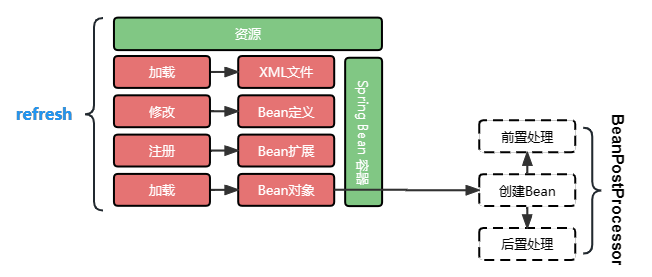 资源
refresh
加载
XML文件
修改
Bean定义
注册
Bean扩展
加载
Bean对象
Spring Bean 容器
前置处理
创建Bean
后置处理
BeanPostProcessor